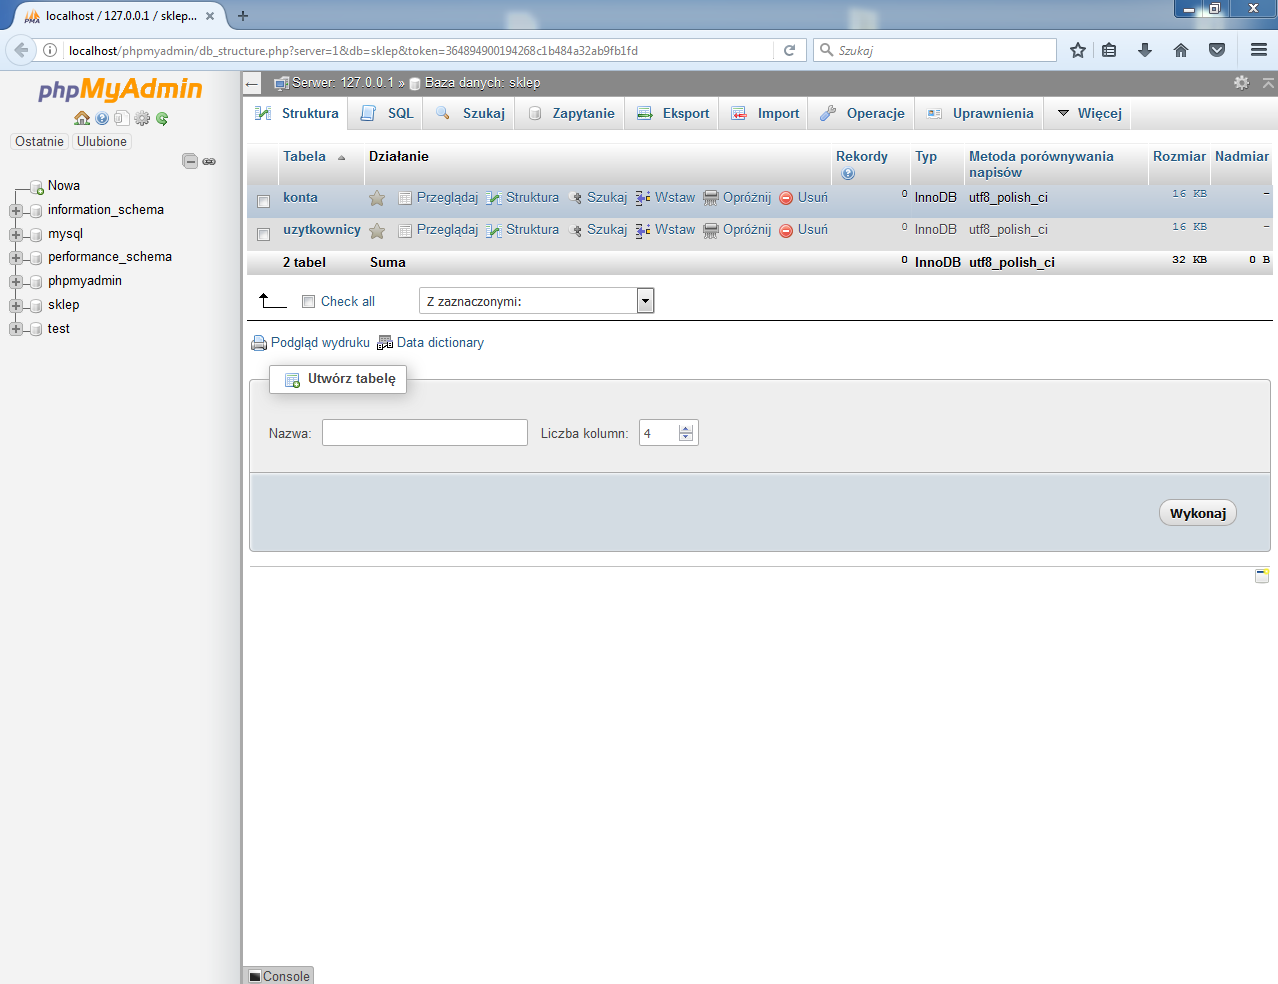 localhost / 127.0.0.1 / sklep...
localhost/phpmyadmin/db_structure.php?server=1&db=sklep&token=364894900194268c1b484a32ab9fb1fd
Szukaj
phpMyAdmin
Ostatnie Ulubione
Nowa
information_schema
mysql
performance_schema
phpmyadmin
sklep
test
Serwer: 127.0.0.1 » Baza danych: sklep
Struktura SQL Szukaj Zapytanie Eksport Import Operacje Uprawnienia Więcej
Tabela Działanie Rekordy Typ Metoda porównywania napisów Rozmiar Nadmiar
konta Przeglądaj Struktura Szukaj Wstaw Opróżnij Usuń 0 InnoDB utf8_polish_ci 16 KB -
uzytkownicy Przeglądaj Struktura Szukaj Wstaw Opróżnij Usuń 0 InnoDB utf8_polish_ci 16 KB -
2 tabel Suma 0 InnoDB utf8_polish_ci 32 KB 0 B
Check all Z zaznaczonymi:
Podgląd wydruku Data dictionary
Utwórz tabelę
Nazwa: Liczba kolumn: 4
Wykonaj
Console